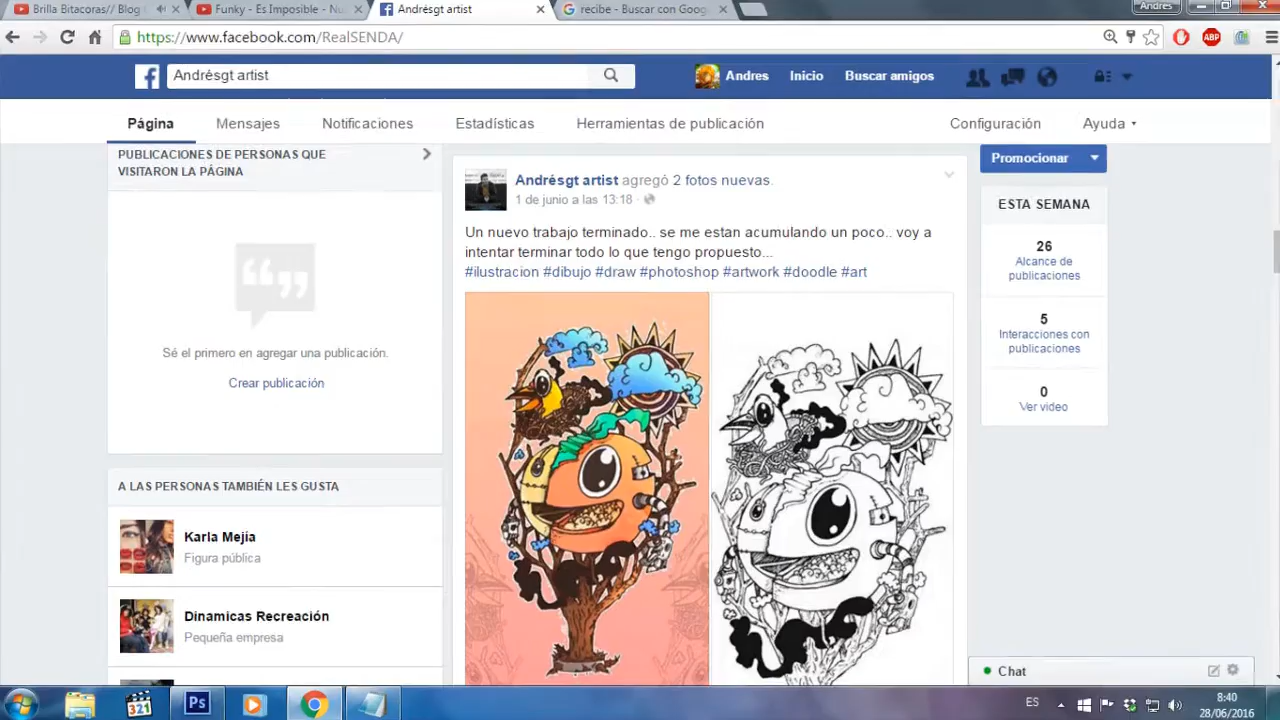 Brilla Bitacoras// Blog
Funky - Es Imposible - Nu
Andrésgt artist
recibe - Buscar con Goog
Andres
https://www.facebook.com/RealSENDA/
ABP
Andrésgt artist
Andres
Inicio
Buscar amigos
Página
Mensajes
Notificaciones
Estadísticas
Herramientas de publicación
Configuración
Ayuda
PUBLICACIONES DE PERSONAS QUE
VISITARON LA PÁGINA
Sé el primero en agregar una publicación.
Crear publicación
A LAS PERSONAS TAMBIÉN LES GUSTA
Karla Mejía
Figura pública
Dinamicas Recreación
Pequeña empresa
Andrésgt artist agregó 2 fotos nuevas.
1 de junio a las 13:18 ·
Un nuevo trabajo terminado.. se me estan acumulando un poco.. voy a
intentar terminar todo lo que tengo propuesto...
#ilustracion #dibujo #draw #photoshop #artwork #doodle #art
Promocionar
ESTA SEMANA
26
Alcance de
publicaciones
5
Interacciones con
publicaciones
0
Ver video
Chat
321
Ps
ES
8:40
28/06/2016